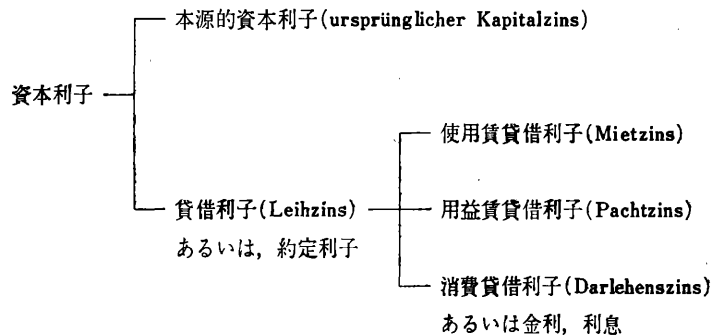 本源的資本利子(ursprünglicher Kapitalzins)
資本利子
使用賃貸借利子(Mietzins)
貸借利子(Leihzins)
あるいは,約定利子
用益賃貸借利子(Pachtzins)
消費貸借利子(Darlehenszins)
あるいは金利,利息